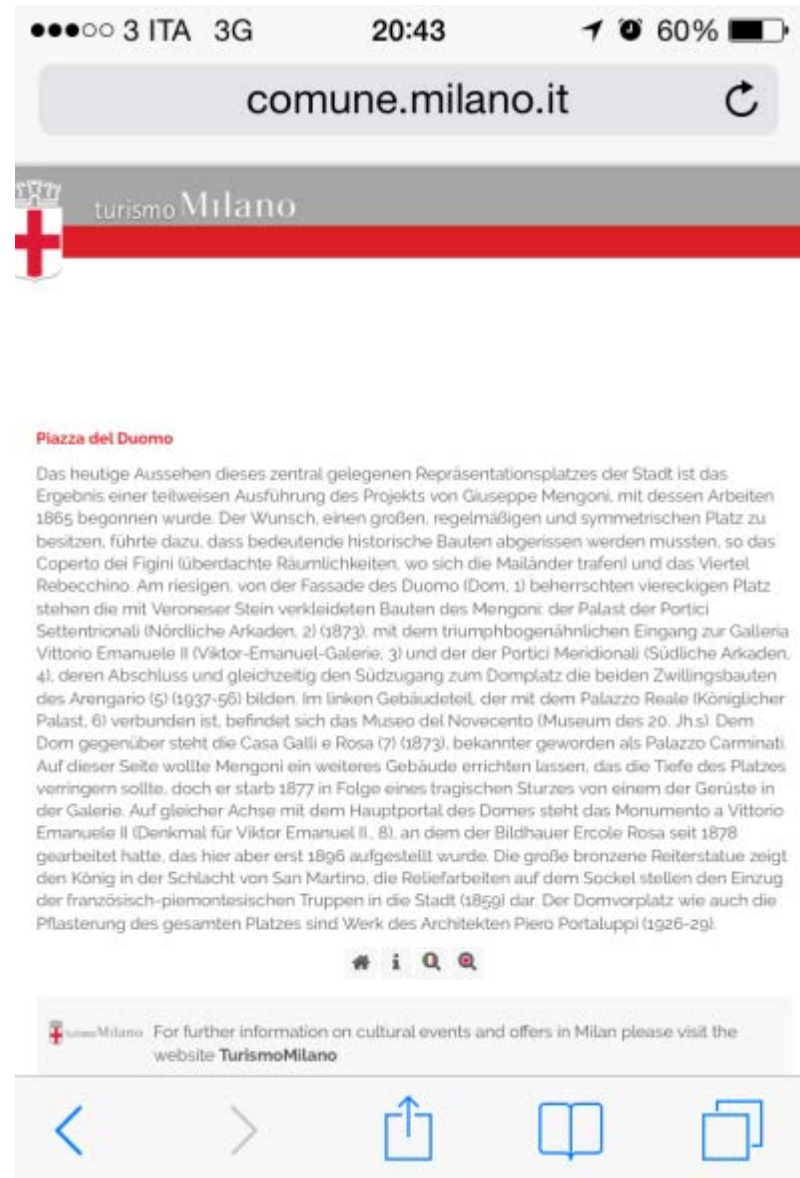 3 ITA 3G 20:43 60%
comune.milano.it
turismo Milano
Piazza del Duomo
Das heutige Aussehen dieses zentral gelegenen Repräsentationsplatzes der Stadt ist das
Ergebnis einer teilweisen Ausführung des Projekts von Giuseppe Mengoni, mit dessen Arbeiten
1865 begonnen wurde. Der Wunsch, einen großen, regelmäßigen und symmetrischen Platz zu
besitzen, führte dazu, dass bedeutende historische Bauten abgerissen werden mussten, so das
Coperto dei Figini (überdachte Räumlichkeiten, wo sich die Mailänder trafen) und das Viertel
Rebecchino. Am riesigen, von der Fassade des Duomo (Dom, 1) beherrschten viereckigen Platz
stehen die mit Veroneser Stein verkleideten Bauten des Mengoni: der Palast der Portici
Settentrionali (Nördliche Arkaden, 2) (1873), mit dem triumphbogenähnlichen Eingang zur Galleria
Vittorio Emanuele II (Viktor-Emanuel-Galerie, 3) und der der Portici Meridionali (Südliche Arkaden,
4), deren Abschluss und gleichzeitig den Südzugang zum Domplatz die beiden Zwillingsbauten
des Arengario (5) (1937-56) bilden. Im linken Gebäudeteil, der mit dem Palazzo Reale (Königlicher
Palast, 6) verbunden ist, befindet sich das Museo del Novecento (Museum des 20. Jh.s). Dem
Dom gegenüber steht die Casa Galli e Rosa (7) (1873), bekannter geworden als Palazzo Carminati.
Auf dieser Seite wollte Mengoni ein weiteres Gebäude errichten lassen, das die Tiefe des Platzes
verringern sollte, doch er starb 1877 in Folge eines tragischen Sturzes von einem der Gerüste in
der Galerie. Auf gleicher Achse mit dem Hauptportal des Domes steht das Monumento a Vittorio
Emanuele II (Denkmal für Viktor Emanuel II., 8), an dem der Bildhauer Ercole Rosa seit 1878
gearbeitet hatte, das hier aber erst 1896 aufgestellt wurde. Die große bronzene Reiterstatue zeigt
den König in der Schlacht von San Martino, die Reliefarbeiten auf dem Sockel stellen den Einzug
der französisch-piemontesischen Truppen in die Stadt (1859) dar. Der Domvorplatz wie auch die
Pflasterung des gesamten Platzes sind Werk des Architekten Piero Portaluppi (1926-29).
turismo Milano For further information on cultural events and offers in Milan please visit the
website TurismoMilano